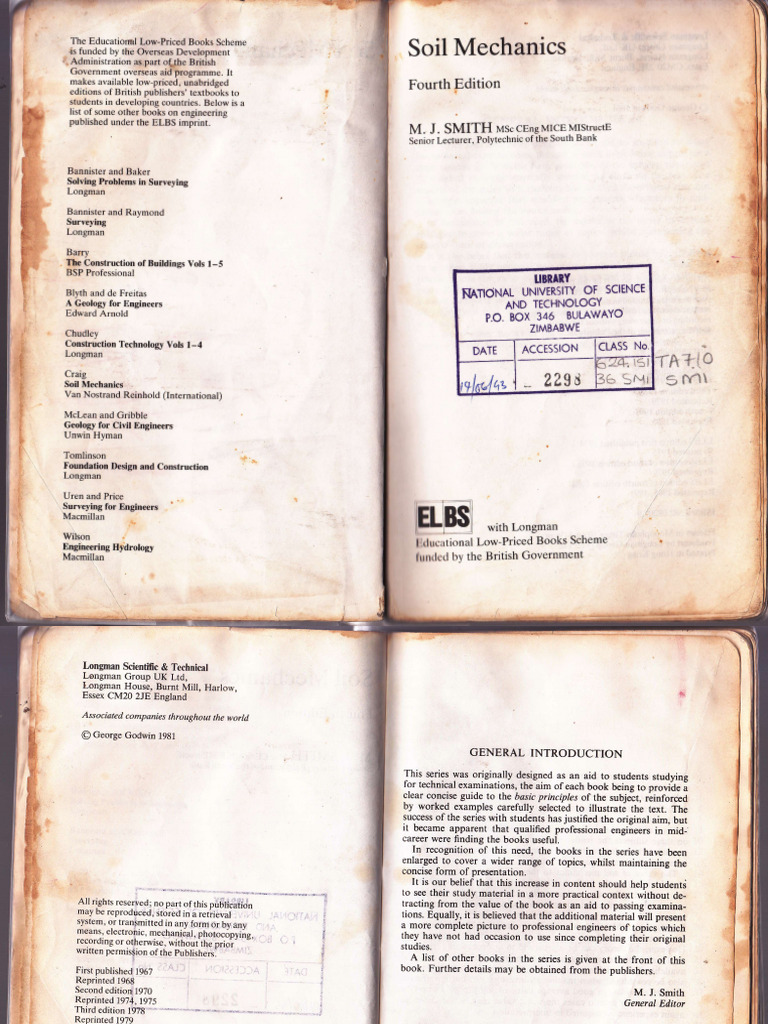 The Educational Low-Priced Books Scheme
is funded by the Overseas Development
Administration as part of the British
Government overseas aid programme. It
makes available low-priced, unabridged
editions of British publishers' textbooks to
students in developing countries. Below is a
list of some other books on engineering
published under the ELBS imprint.
Bannister and Baker
Solving Problems in Surveying
Longman
Bannister and Raymond
Surveying
Longman
Barry
The Construction of Buildings Vols 1–5
BSP Professional
Blyth and de Freitas
A Geology for Engineers
Edward Arnold
Chudley
Construction Technology Vols 1–4
Longman
Craig
Soil Mechanics
Van Nostrand Reinhold (International)
McLean and Gribble
Geology for Civil Engineers
Unwin Hyman
Tomlinson
Foundation Design and Construction
Longman
Uren and Price
Surveying for Engineers
Macmillan
Wilson
Engineering Hydrology
Macmillan
Soil Mechanics
Fourth Edition
M. J. SMITH MSc CEng MICE MIStructE
Senior Lecturer, Polytechnic of the South Bank
LIBRARY
NATIONAL UNIVERSITY OF SCIENCE
AND TECHNOLOGY
P.O. BOX 346 BULAWAYO
ZIMBABWE
DATE ACCESSION CLASS No.
624.151 TA710
2298 36 SMI SMI
ELBS with Longman
Educational Low-Priced Books Scheme
funded by the British Government
Longman Scientific & Technical
Longman Group UK Ltd,
Longman House, Burnt Mill, Harlow,
Essex CM20 2JE England
Associated companies throughout the world
© George Godwin 1981
All rights reserved; no part of this publication
may be reproduced, stored in a retrieval
system, or transmitted in any form or by any
means, electronic, mechanical, photocopying,
recording or otherwise, without the prior
written permission of the Publishers.
First published 1967
Reprinted 1968
Second edition 1970
Reprinted 1974, 1975
Third edition 1978
Reprinted 1979
GENERAL INTRODUCTION
This series was originally designed as an aid to students studying
for technical examinations, the aim of each book being to provide a
clear concise guide to the basic principles of the subject, reinforced
by worked examples carefully selected to illustrate the text. The
success of the series with students has justified the original aim, but
it became apparent that qualified professional engineers in mid-
career were finding the books useful.
In recognition of this need, the books in the series have been
enlarged to cover a wider range of topics, whilst maintaining the
concise form of presentation.
It is our belief that this increase in content should help students
to see their study material in a more practical context without de-
tracting from the value of the book as an aid to passing examina-
tions. Equally, it is believed that the additional material will present
a more complete picture to professional engineers of topics which
they have not had occasion to use since completing their original
studies.
A list of other books in the series is given at the front of this
book. Further details may be obtained from the publishers.
M. J. Smith
General Editor